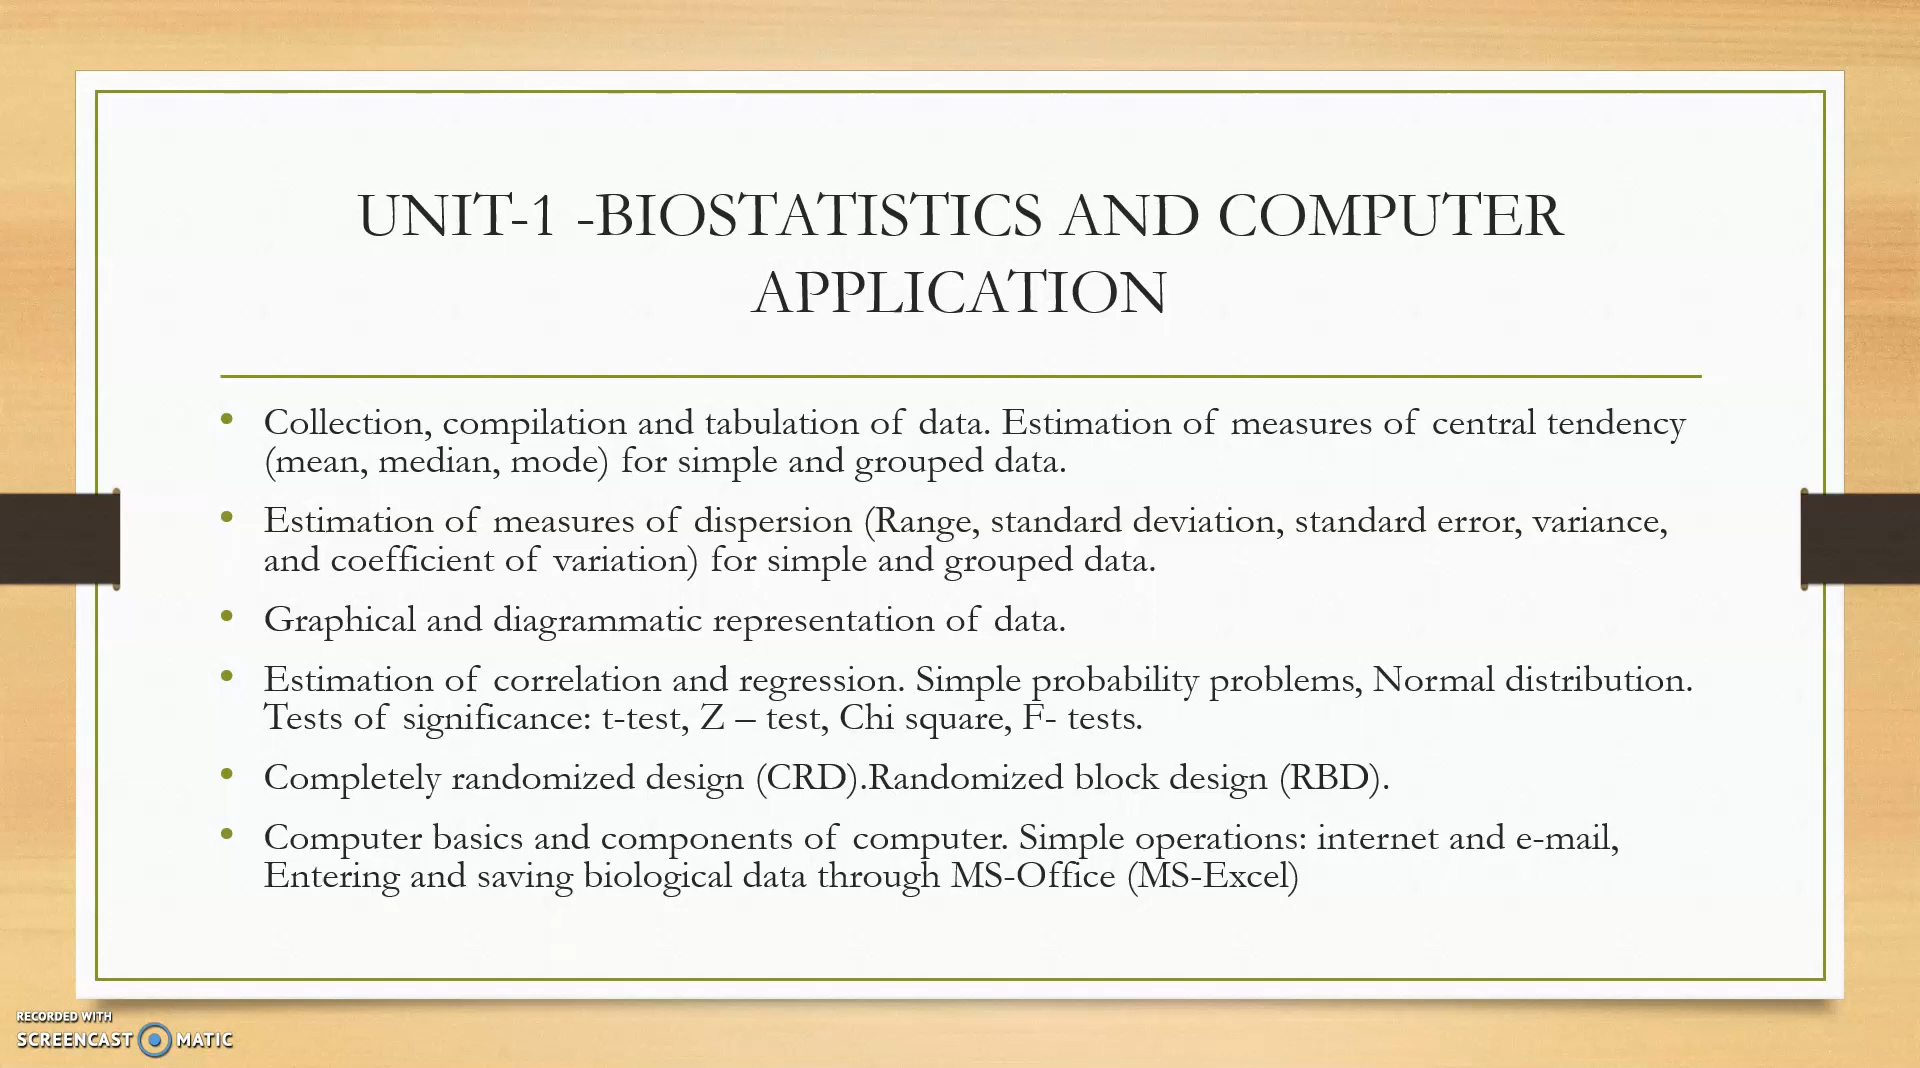 UNIT-1 -BIOSTATISTICS AND COMPUTER
APPLICATION
• Collection, compilation and tabulation of data. Estimation of measures of central tendency
(mean, median, mode) for simple and grouped data.
• Estimation of measures of dispersion (Range, standard deviation, standard error, variance,
and coefficient of variation) for simple and grouped data.
• Graphical and diagrammatic representation of data.
• Estimation of correlation and regression. Simple probability problems, Normal distribution.
Tests of significance: t-test, Z – test, Chi square, F- tests.
• Completely randomized design (CRD).Randomized block design (RBD).
• Computer basics and components of computer. Simple operations: internet and e-mail,
Entering and saving biological data through MS-Office (MS-Excel)
RECORDED WITH
SCREENCAST MATIC